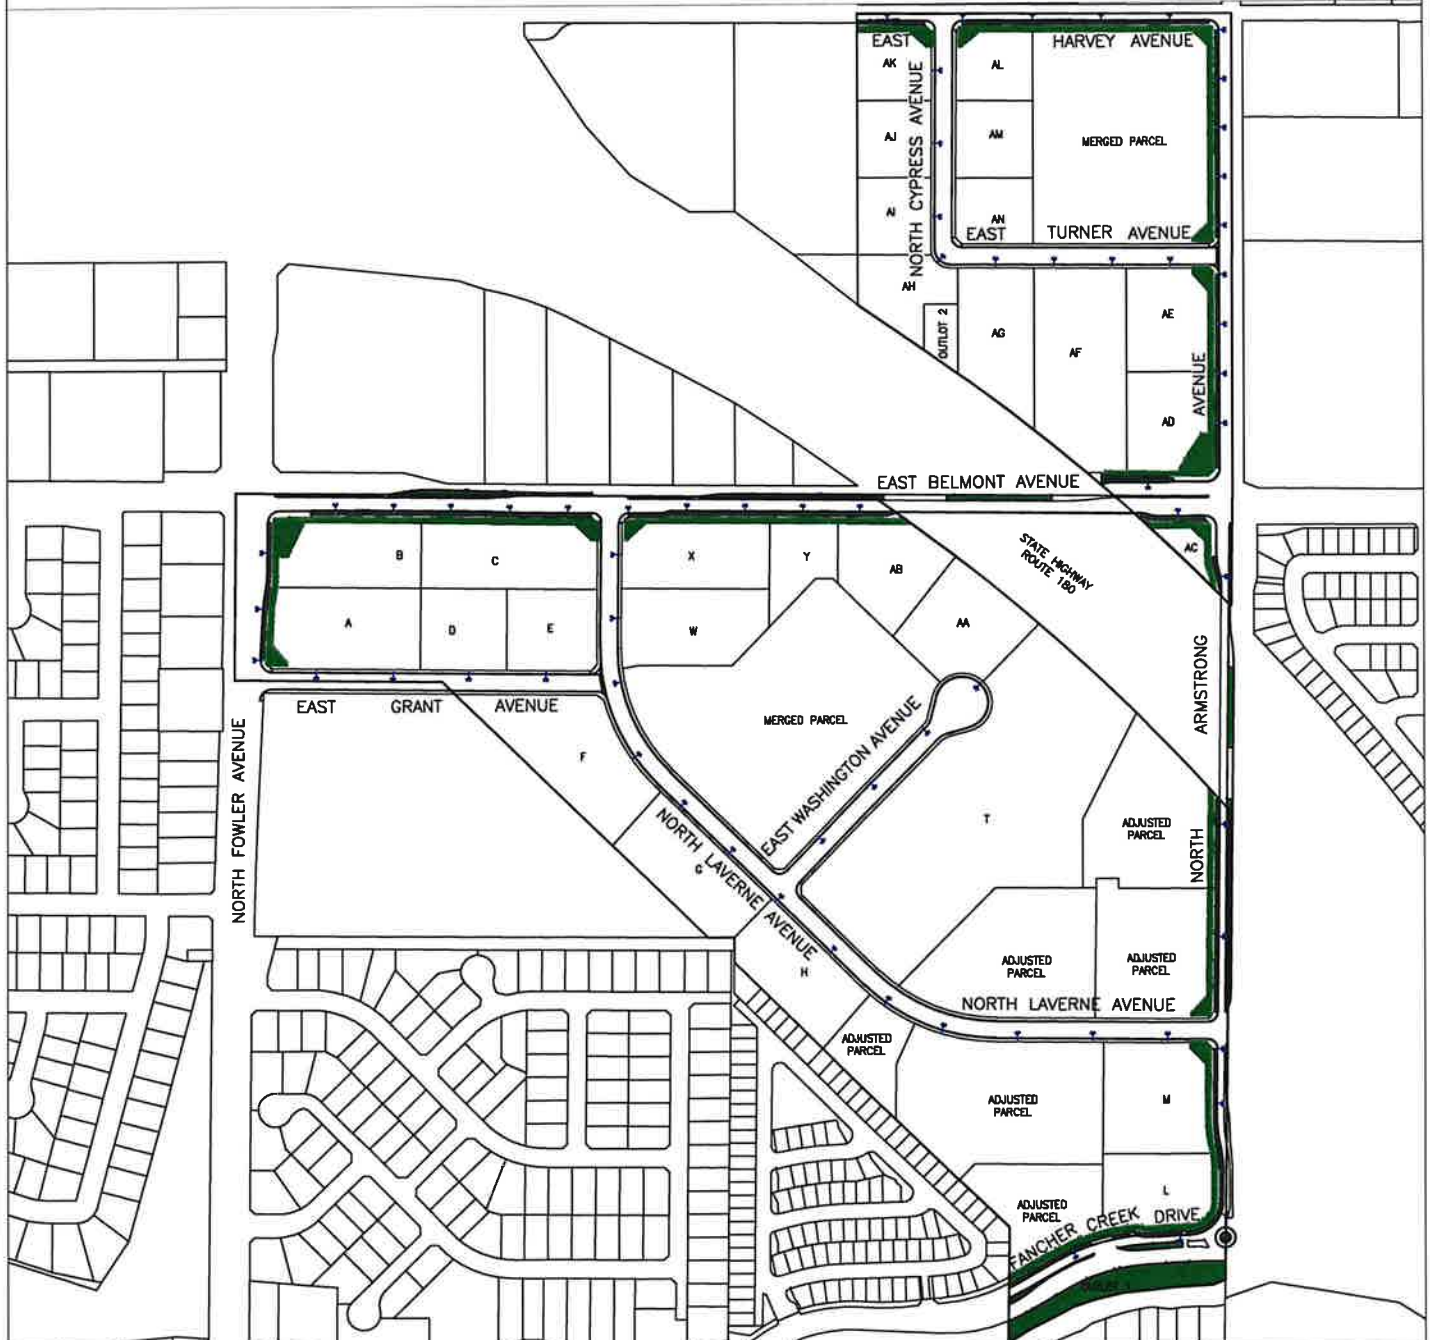 EAST HARVEY AVENUE
AK
AL
NORTH CYPRESS AVENUE
AJ
AM
MERGED PARCEL
AI
AN
EAST TURNER AVENUE
AH
OUTLOT 2
AG
AF
AE
AD
AVENUE
EAST BELMONT AVENUE
B
C
X
Y
AB
STATE HIGHWAY
ROUTE 180
AC
A
D
E
W
AA
ARMSTRONG
EAST GRANT AVENUE
NORTH FOWLER AVENUE
MERGED PARCEL
EAST WASHINGTON AVENUE
F
T
ADJUSTED
PARCEL
NORTH
NORTH LAVERNE AVENUE
G
H
ADJUSTED
PARCEL
ADJUSTED
PARCEL
NORTH LAVERNE AVENUE
ADJUSTED
PARCEL
ADJUSTED
PARCEL
M
ADJUSTED
PARCEL
L
FANCHER CREEK DRIVE